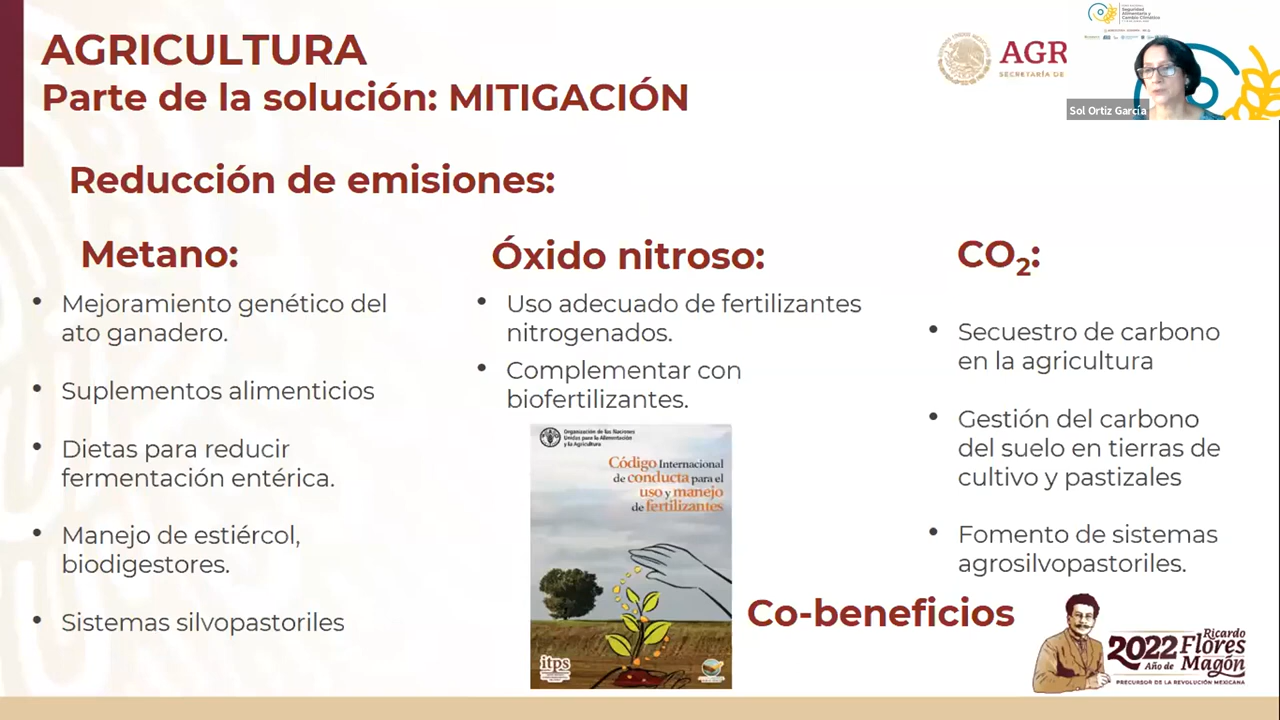 AGRICULTURA
Parte de la solución: MITIGACIÓN
AGR
SECRETARÍA DE
Seguridad
Alimentaria y
Cambio Climático
Sol Ortiz García
Reducción de emisiones:
Metano:
• Mejoramiento genético del
ato ganadero.
• Suplementos alimenticios
• Dietas para reducir
fermentación entérica.
• Manejo de estiércol,
biodigestores.
• Sistemas silvopastoriles
Óxido nitroso:
• Uso adecuado de fertilizantes
nitrogenados.
• Complementar con
biofertilizantes.
Organización de las Naciones
Unidas para la Alimentación
y la Agricultura
Código Internacional
de conducta para el
uso y manejo
de fertilizantes
itps
CO₂:
• Secuestro de carbono
en la agricultura
• Gestión del carbono
del suelo en tierras de
cultivo y pastizales
• Fomento de sistemas
agrosilvopastoriles.
Co-beneficios
2022 Ricardo
Año de Flores
Magón
PRECURSOR DE LA REVOLUCIÓN MEXICANA